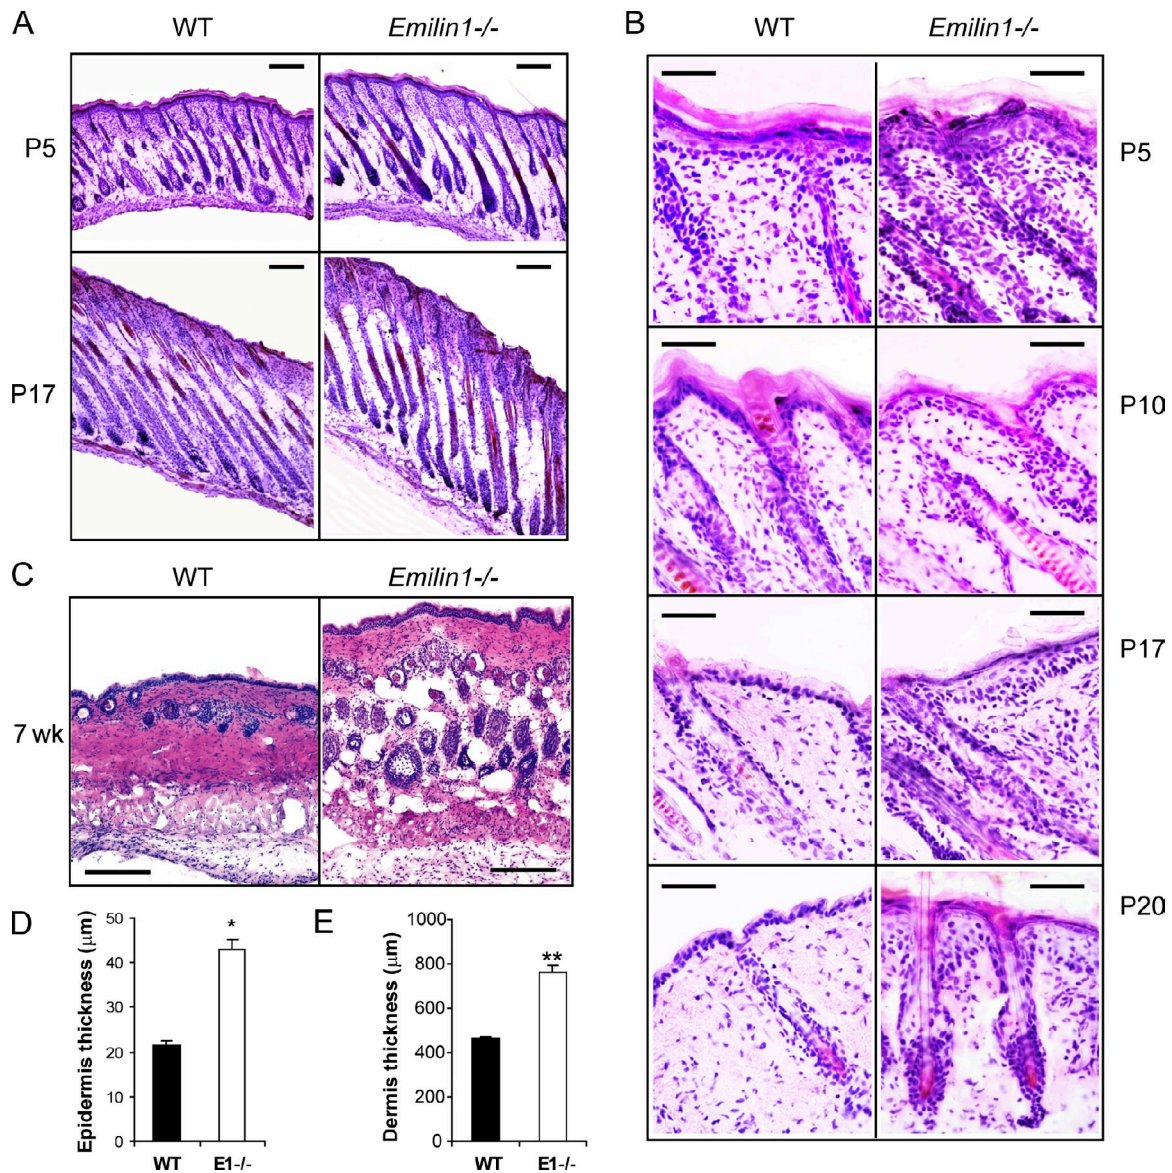 A
WT
Emilin1-/-
P5
P17
B
WT
Emilin1-/-
P5
P10
P17
P20
C
WT
Emilin1-/-
7 wk
D
Epidermis thickness (µm)
50
40
30
20
10
0
*
WT
E1-/-
E
Dermis thickness (µm)
1000
800
600
400
200
0
**
WT
E1-/-